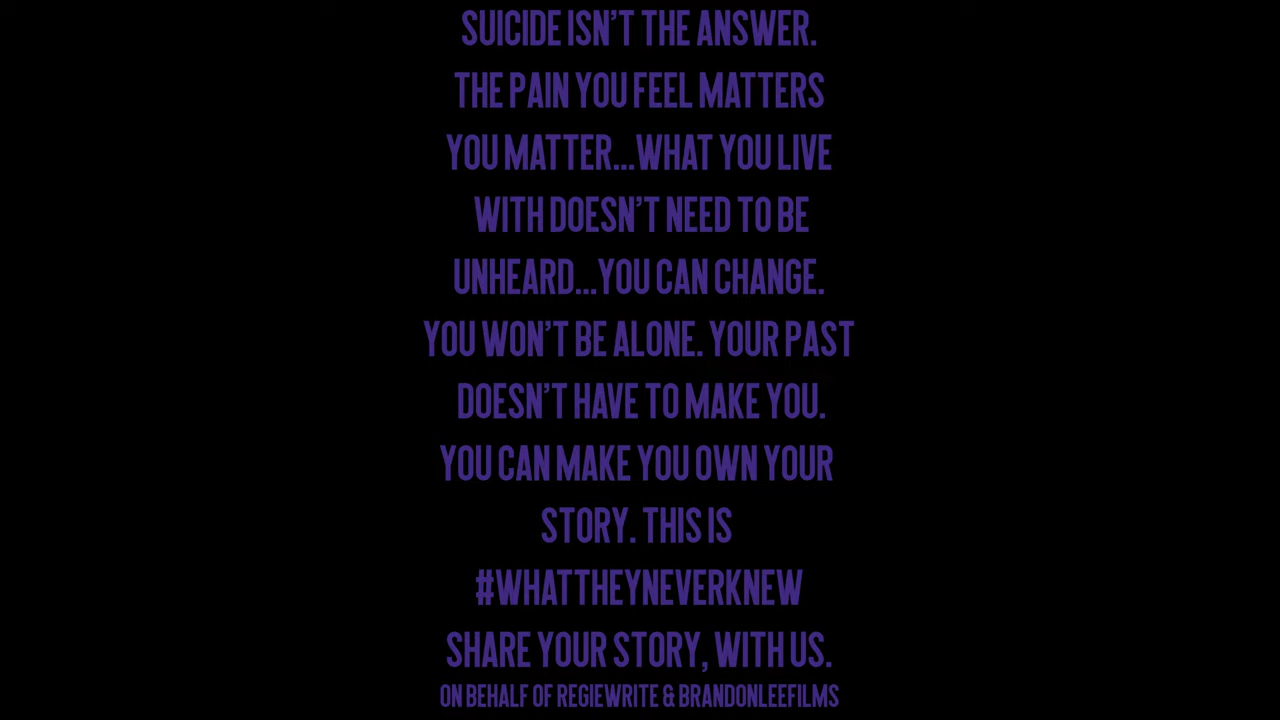 SUICIDE ISN'T THE ANSWER.
THE PAIN YOU FEEL MATTERS
YOU MATTER...WHAT YOU LIVE
WITH DOESN'T NEED TO BE
UNHEARD...YOU CAN CHANGE.
YOU WON'T BE ALONE. YOUR PAST
DOESN'T HAVE TO MAKE YOU.
YOU CAN MAKE YOU OWN YOUR
STORY. THIS IS
#WHATTHEYNEVERKNEW
SHARE YOUR STORY, WITH US.
ON BEHALF OF REGIEWRITE & BRANDONLEEFILMS